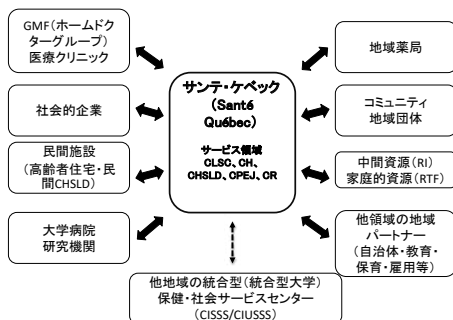 GMF(ホームドク
ターグループ)
医療クリニック
社会的企業
民間施設
(高齢者住宅・民
間CHSLD)
大学病院
研究機関
サンテ・ケベック
(Santé
Québec)
サービス領域
CLSC、CH、
CHSLD、CPEJ、CR
地域薬局
コミュニティ
地域団体
中間資源(RI)
家庭的資源(RTF)
他領域の地域
パートナー
(自治体・教育・
保育・雇用等)
他地域の統合型(統合型大学)
保健・社会サービスセンター
(CISSS/CIUSSS)